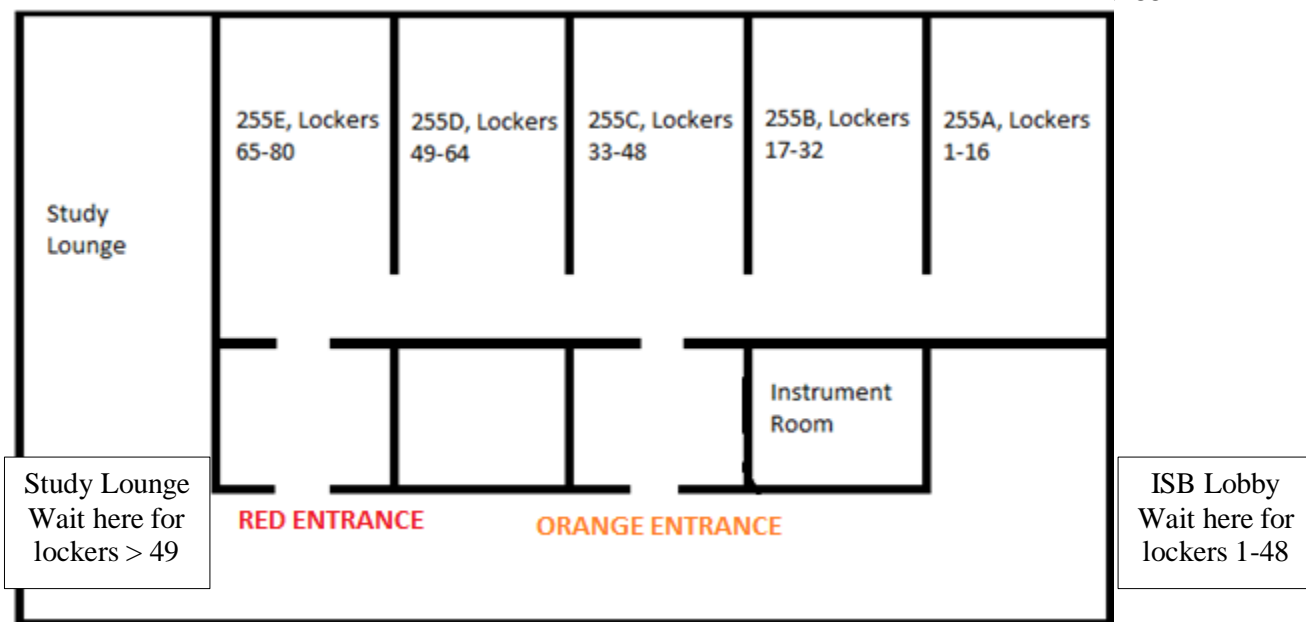 255E, Lockers
65-80
255D, Lockers
49-64
255C, Lockers
33-48
255B, Lockers
17-32
255A, Lockers
1-16
Study
Lounge
Instrument
Room
Study Lounge
Wait here for
lockers > 49
RED ENTRANCE
ORANGE ENTRANCE
ISB Lobby
Wait here for
lockers 1-48